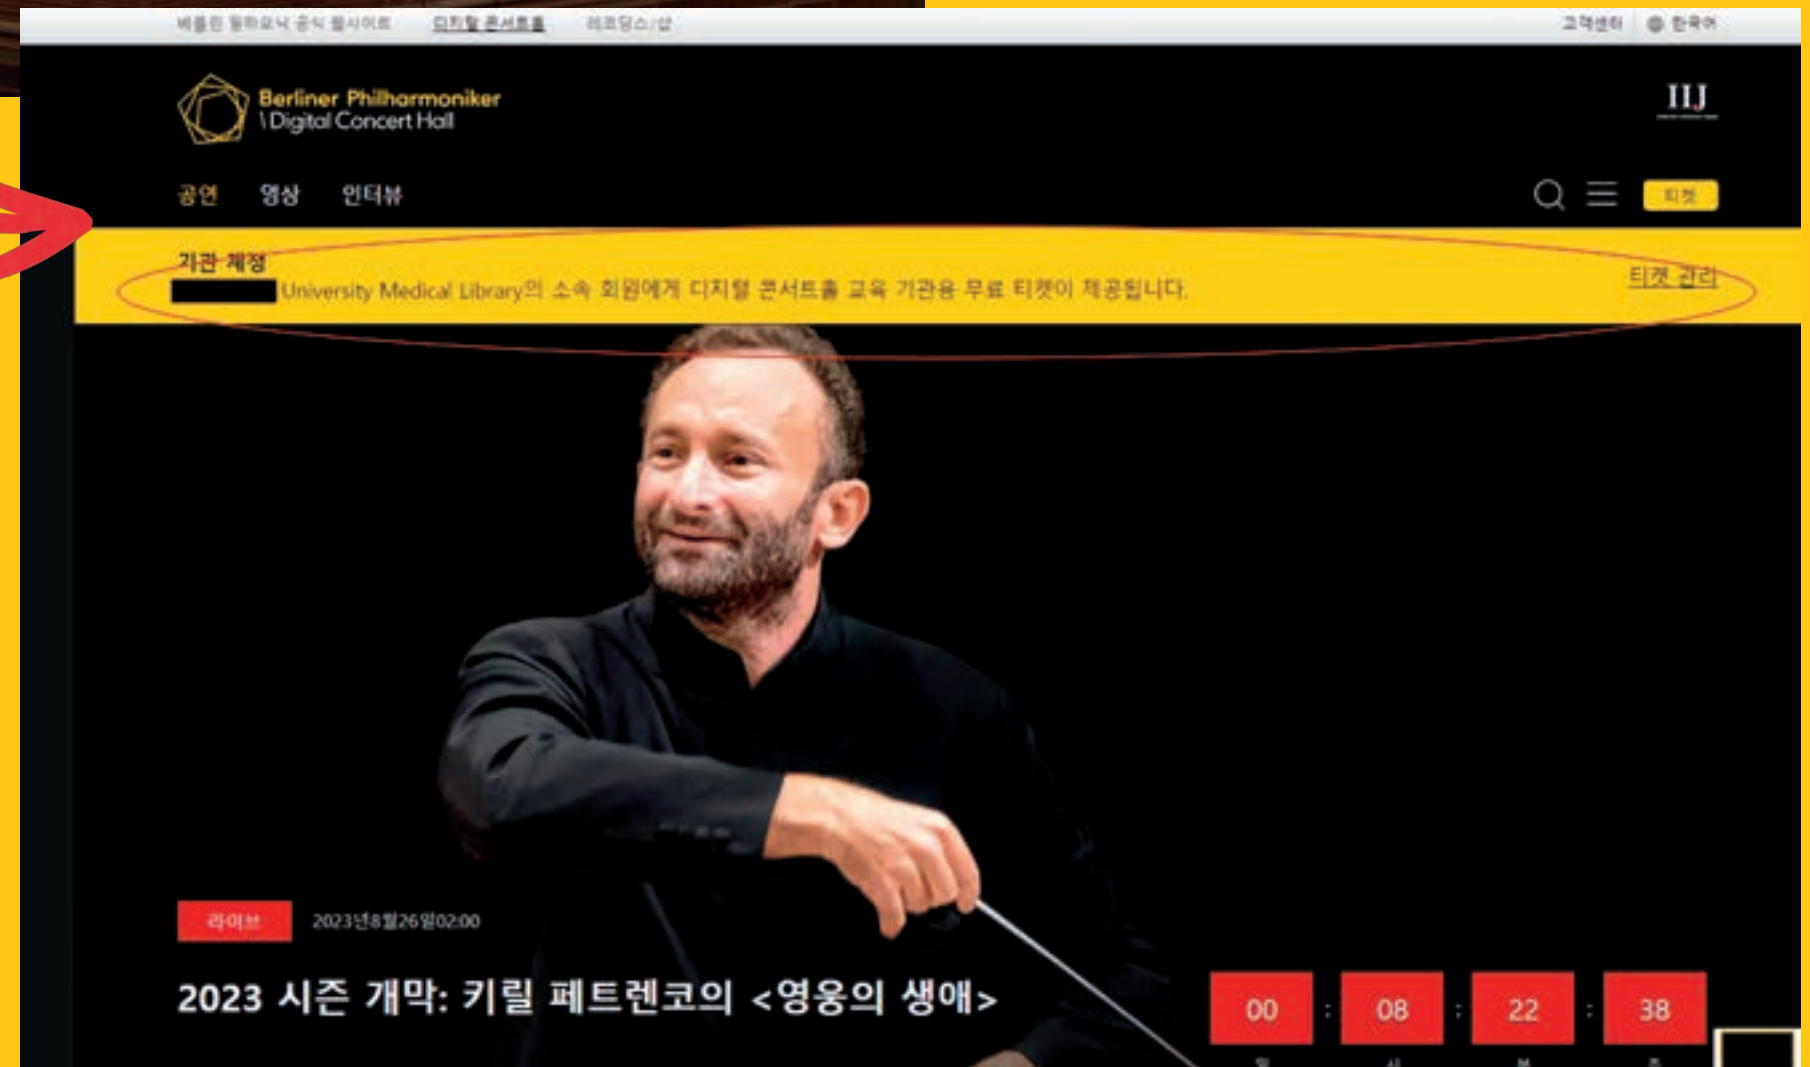 베를린 필하모닉 공식 웹사이트 디지털 콘서트홀 레코딩스/샵 고객센터 한국어
Berliner Philharmoniker
\ Digital Concert Hall
IIJ
공연 영상 인터뷰 티켓
기관 계정
University Medical Library의 소속 회원에게 디지털 콘서트홀 교육 기관용 무료 티켓이 제공됩니다.
티켓 관리
라이브 2023년8월26일02:00
2023 시즌 개막: 키릴 페트렌코의 <영웅의 생애>
00 : 08 : 22 : 38